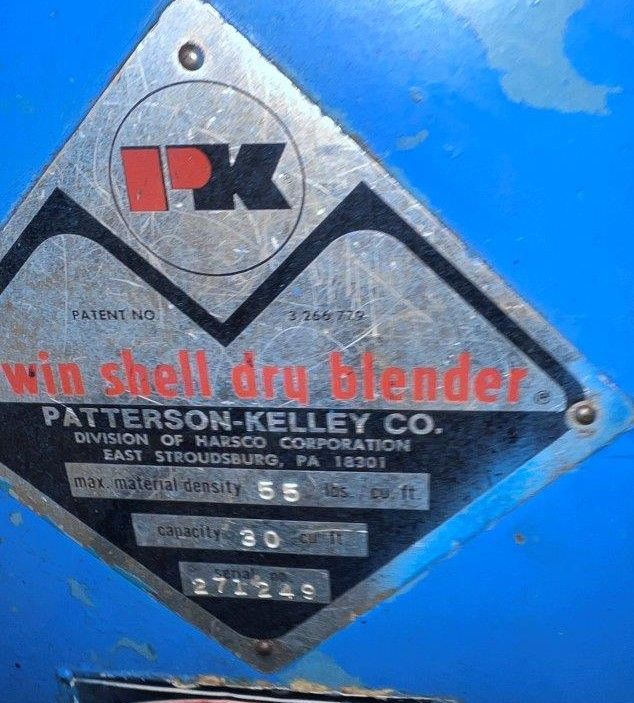 PK
PATENT NO 3 266 779
win shell dry blender ®
PATTERSON-KELLEY CO.
DIVISION OF HARSCO CORPORATION
EAST STROUDSBURG, PA 18301
max. material density 55 lbs. cu. ft.
capacity 30 cu ft
serial no.
271249